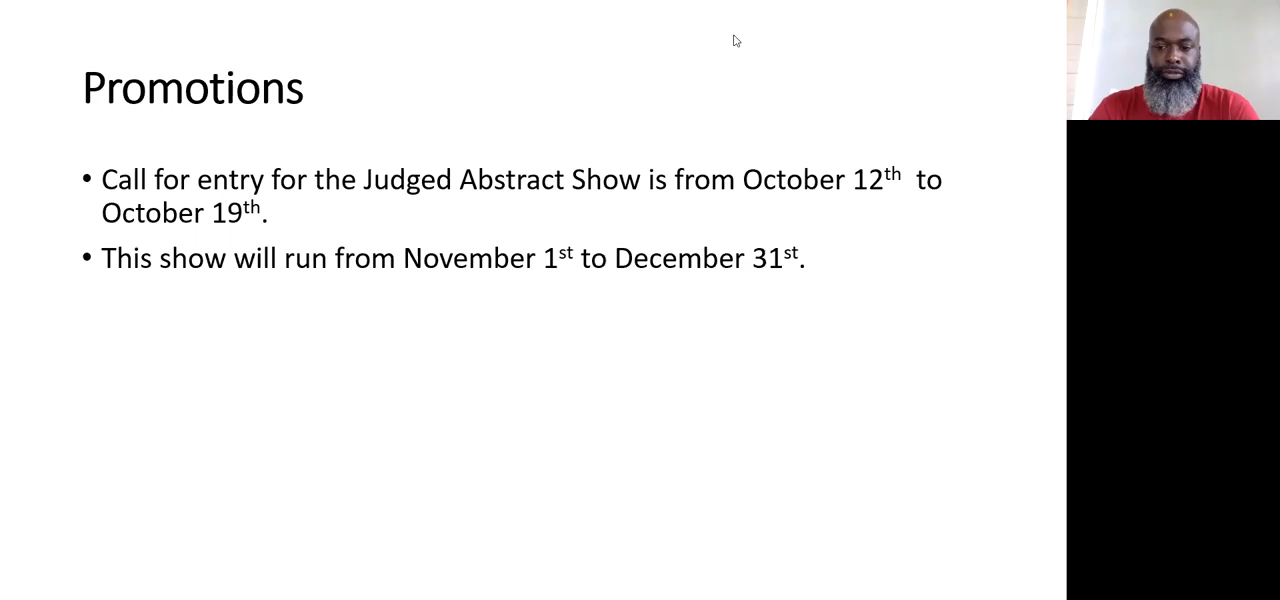 Promotions
• Call for entry for the Judged Abstract Show is from October 12th to
October 19th.
• This show will run from November 1st to December 31st.